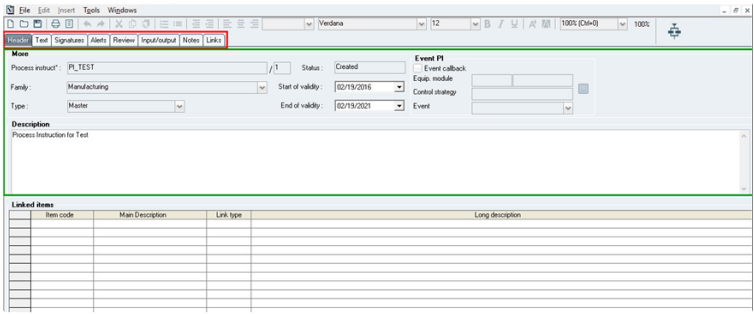 File Edit Insert Tools Windows
Verdana 12 B I U 100% (Ctrl+0) 100%
Header Text Signatures Alerts Review Input/output Notes Links
More
Event PI
Process instruct* : PI_TEST / 1 Status : Created
Event callback
Equip. module
Family : Manufacturing Start of validity : 02/19/2016
Control strategy
Type : Master End of validity : 02/19/2021 Event
Description
Process Instruction for Test
Linked items
Item code Main Description Link type Long description